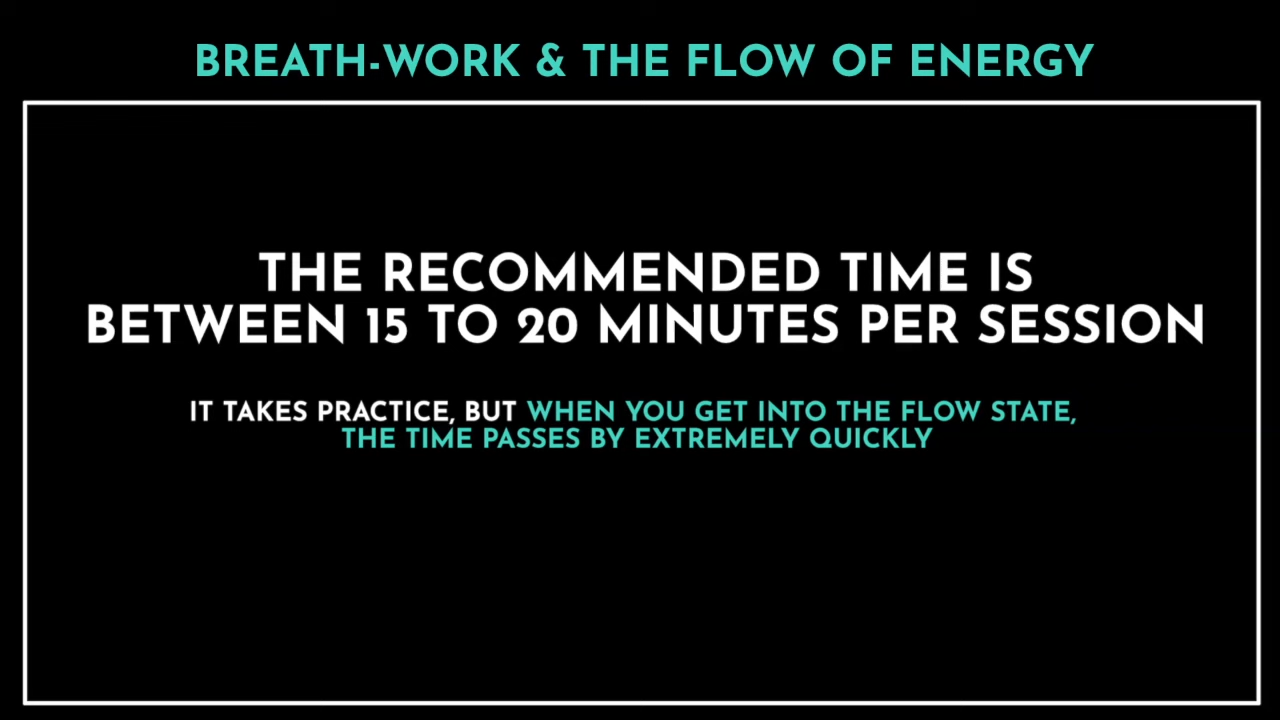 BREATH-WORK & THE FLOW OF ENERGY
THE RECOMMENDED TIME IS
BETWEEN 15 TO 20 MINUTES PER SESSION
IT TAKES PRACTICE, BUT WHEN YOU GET INTO THE FLOW STATE,
THE TIME PASSES BY EXTREMELY QUICKLY